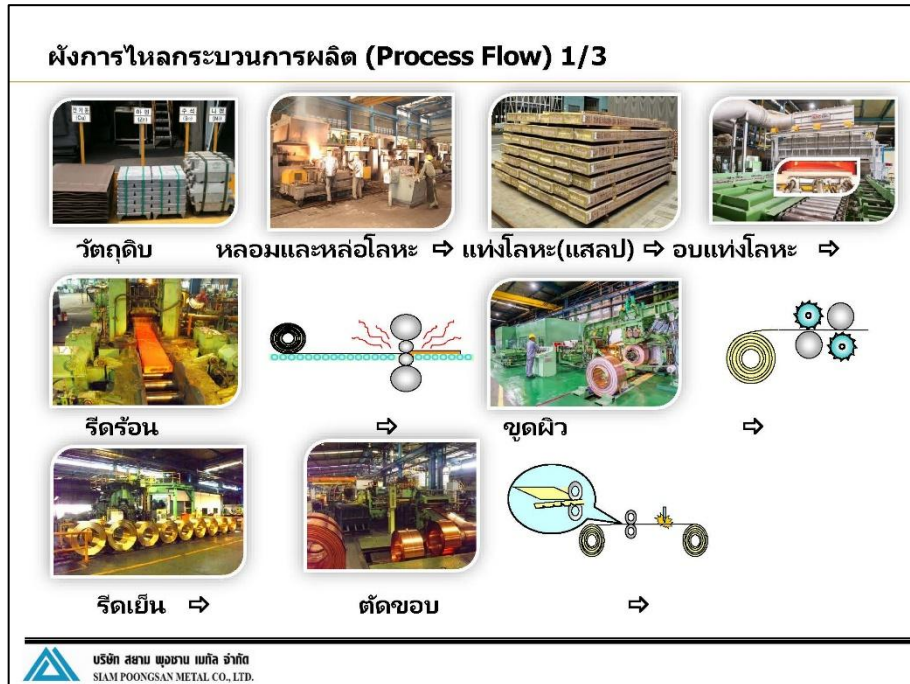 ผังการไหลกระบวนการผลิต (Process Flow) 1/3
(Cu)
(Zn)
(Sn)
(Ni)
วัตถุดิบ หลอมและหล่อโลหะ ⇨ แท่งโลหะ(แสลป) ⇨ อบแท่งโลหะ ⇨
รีดร้อน ⇨ ขูดผิว ⇨
รีดเย็น ⇨ ตัดขอบ ⇨
บริษัท สยาม พุงซาน เมทัล จำกัด
SIAM POONGSAN METAL CO., LTD.